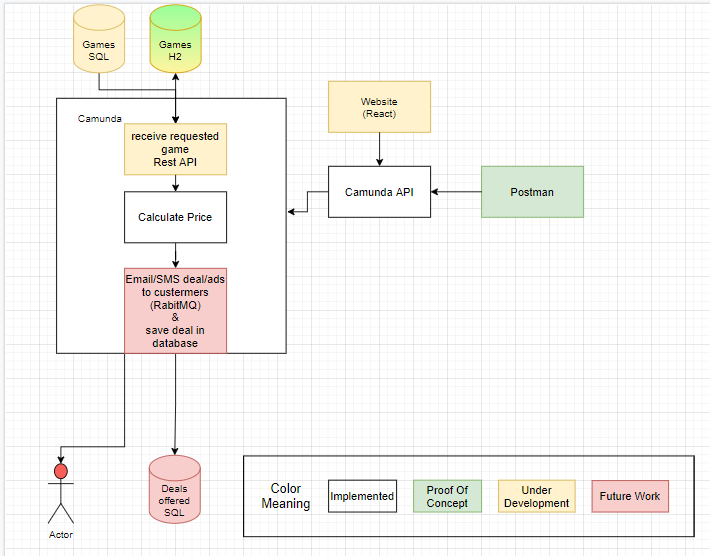 Games
SQL
Games
H2
Camunda
receive requested
game
Rest API
Calculate Price
Email/SMS deal/ads
to custermers
(RabitMQ)
&
save deal in
database
Website
(React)
Camunda API
Postman
Actor
Deals
offered
SQL
Color
Meaning
Implemented
Proof Of
Concept
Under
Development
Future Work